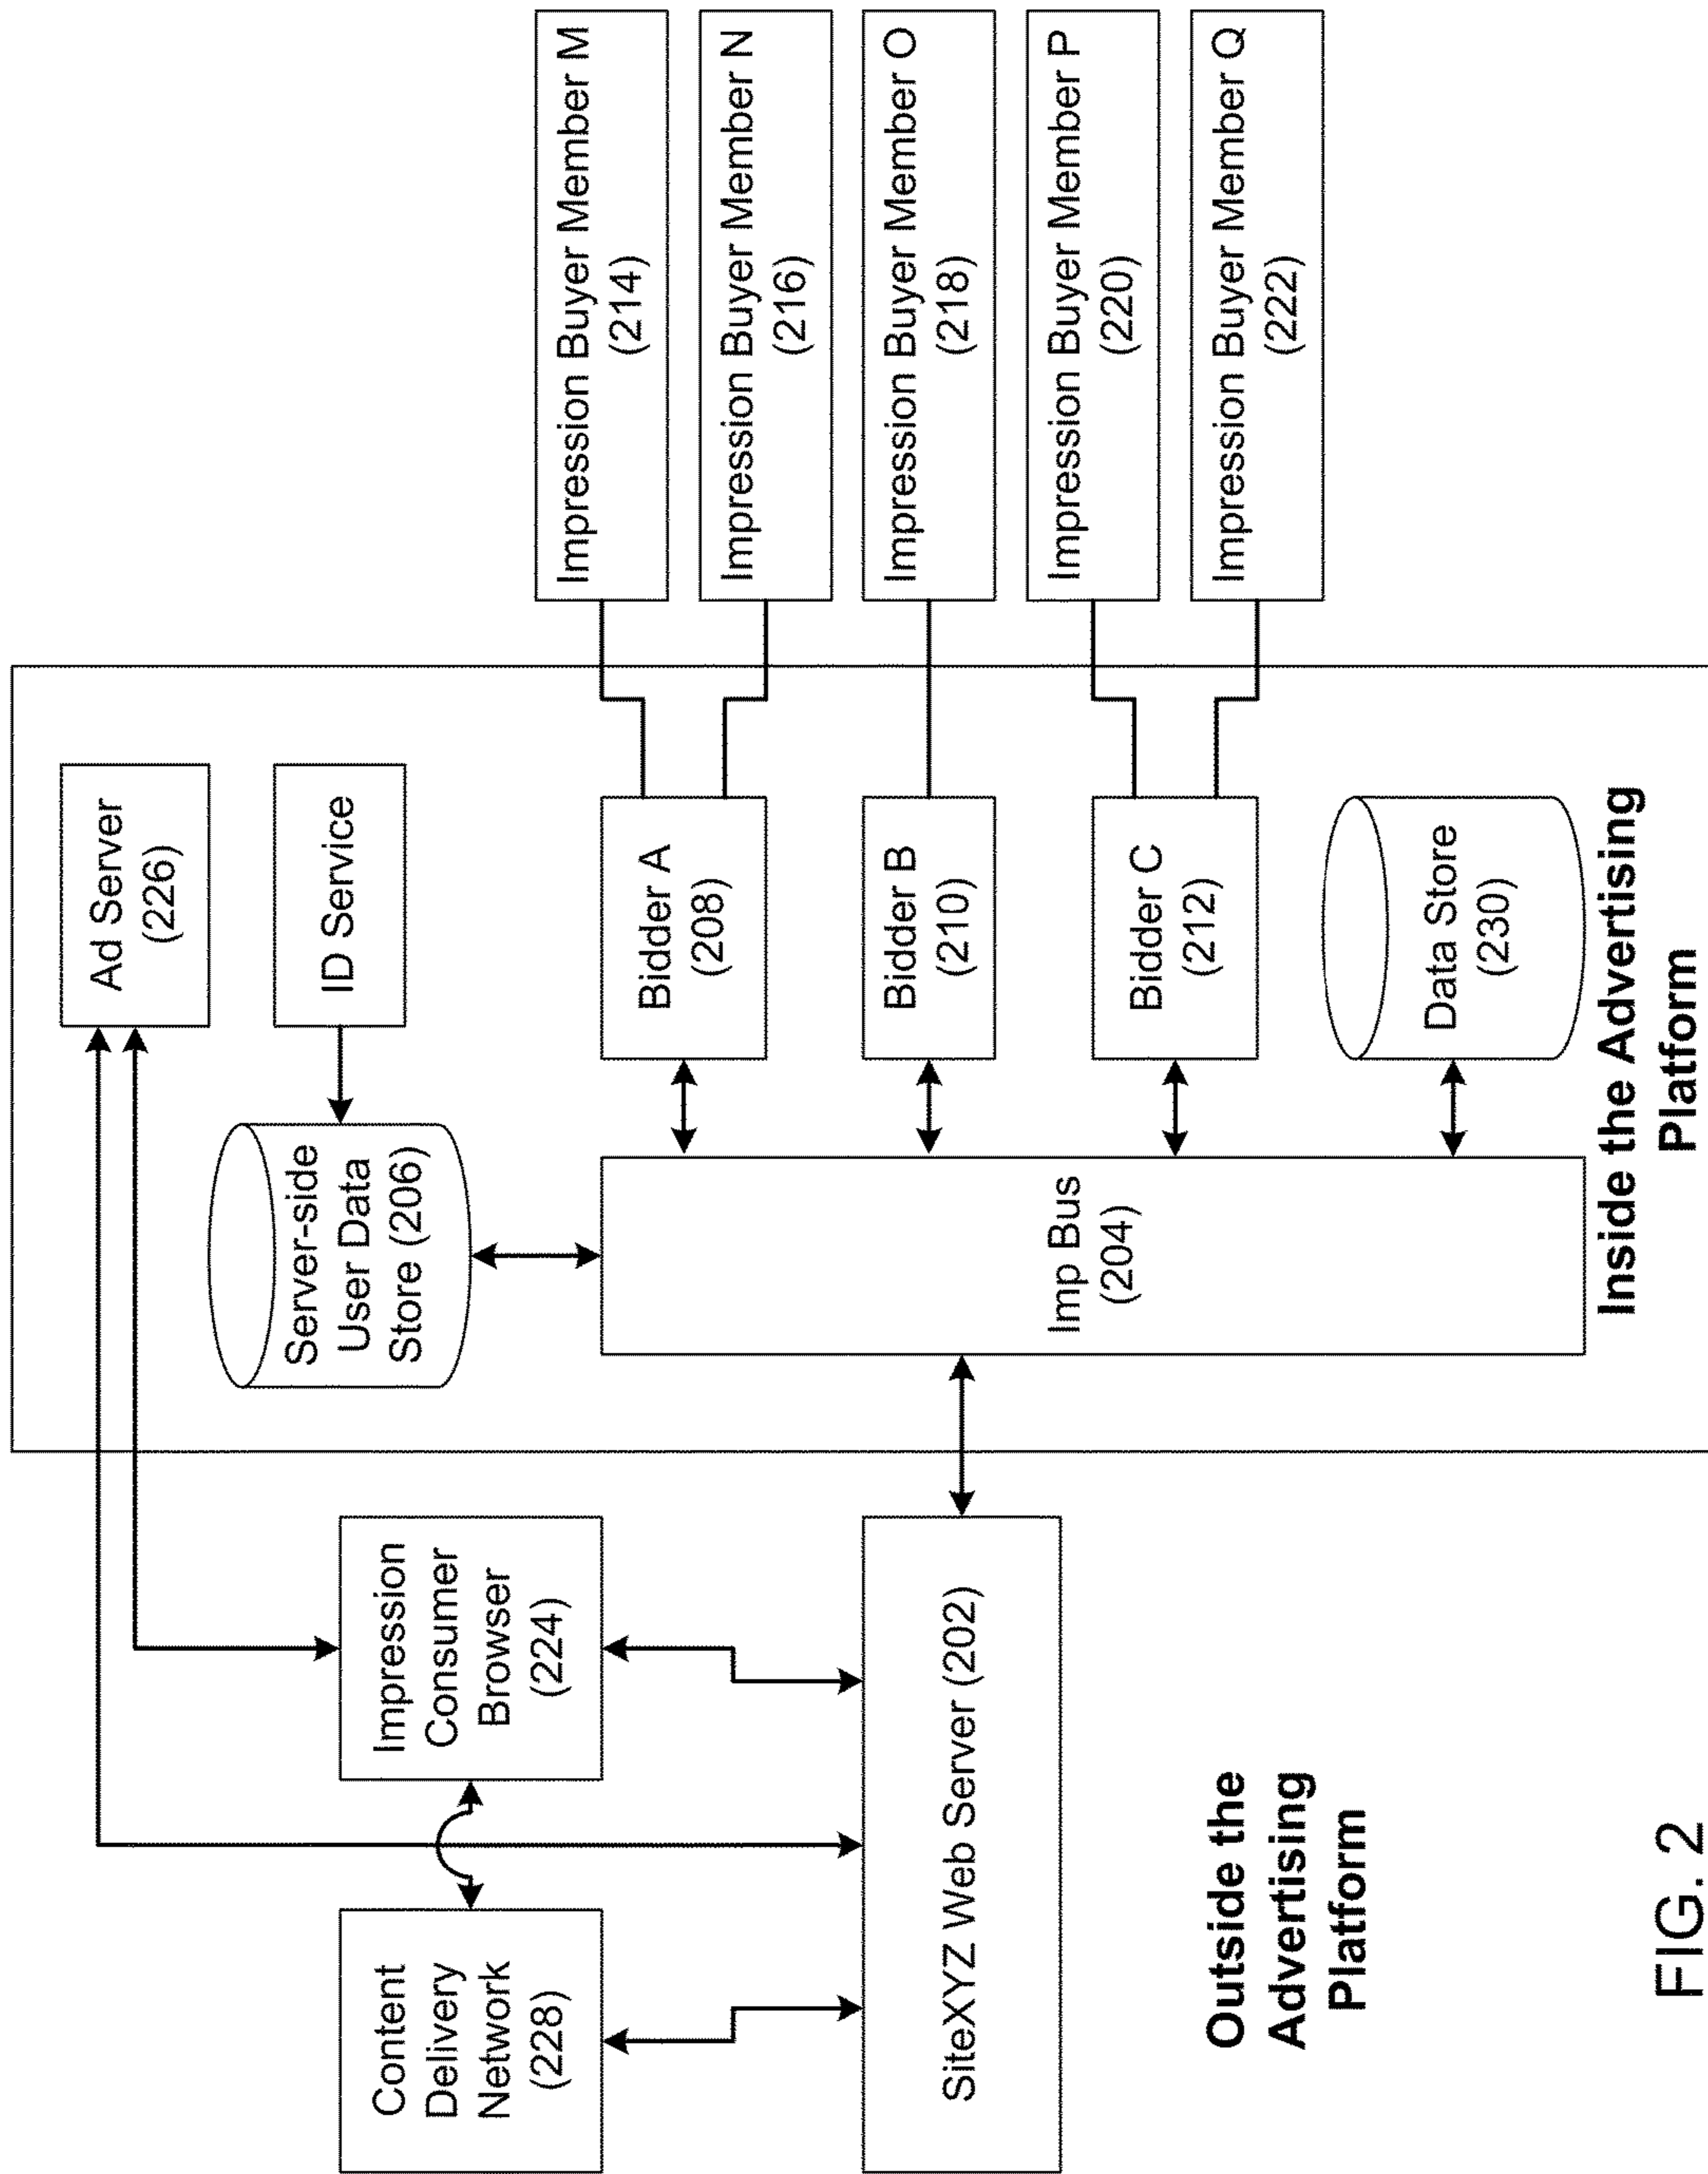 Content
Delivery
Network
(228)
Impression
Consumer
Browser
(224)
SiteXYZ Web Server (202)
Outside the
Advertising
Platform
Ad Server
(226)
ID Service
Server-side
User Data
Store (206)
Imp Bus
(204)
Bidder A
(208)
Bidder B
(210)
Bidder C
(212)
Data Store
(230)
Inside the Advertising
Platform
Impression Buyer Member M
(214)
Impression Buyer Member N
(216)
Impression Buyer Member O
(218)
Impression Buyer Member P
(220)
Impression Buyer Member Q
(222)
FIG. 2